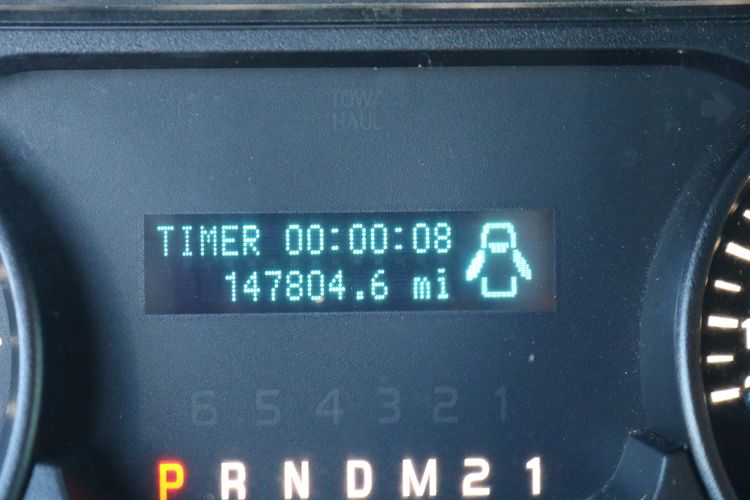 TOW/
HAUL
TIMER 00:00:08
147804.6 mi
6 5 4 3 2 1
P R N D M 2 1